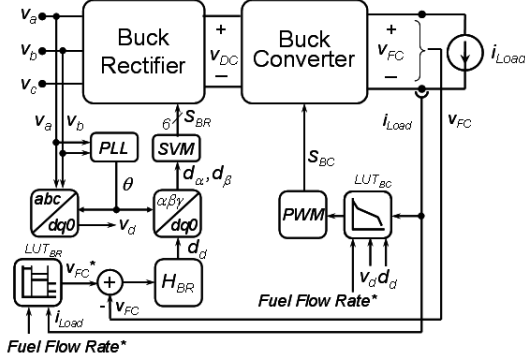 v_a
v_b
v_c
Buck
Rectifier
+
v_DC
−
Buck
Converter
+
v_FC
−
i_Load
v_a
v_b
6
s_BR
i_Load
v_FC
PLL
SVM
s_BC
θ
d_α, d_β
LUT_BC
abc
dq0
αβγ
dq0
PWM
v_d
d_d
LUT_BR
v_FC*
+
H_BR
v_d d_d
- v_FC
Fuel Flow Rate*
i_Load
Fuel Flow Rate*